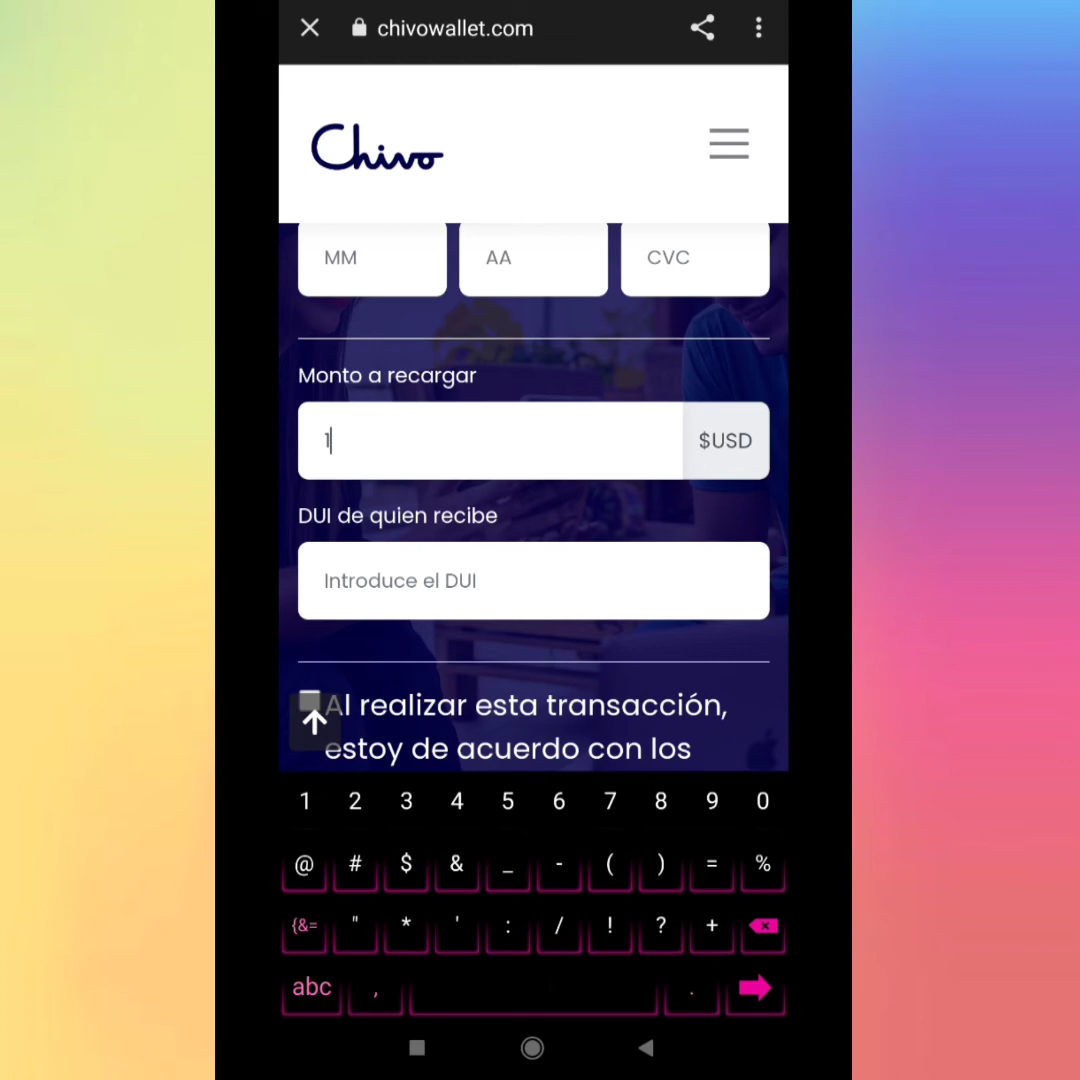 chivowallet.com
Chivo
MM AA CVC
Monto a recargar
1 $USD
DUI de quien recibe
Introduce el DUI
Al realizar esta transacción,
estoy de acuerdo con los
1 2 3 4 5 6 7 8 9 0
@ # $ & _ - ( ) = %
{&= " * ' : / ! ? +
abc , .